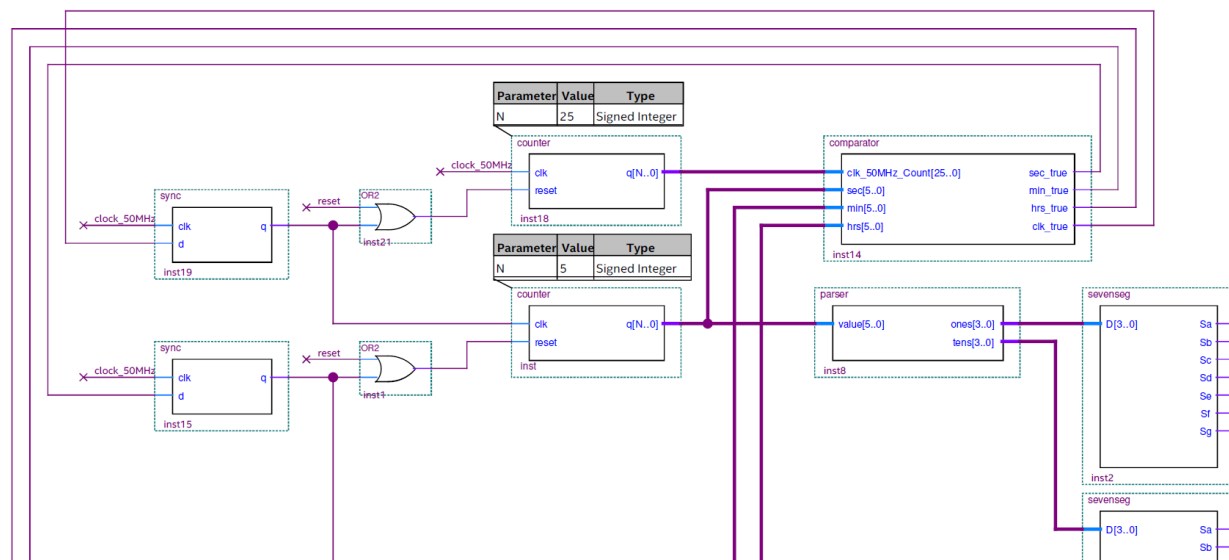 Parameter Value Type
N 25 Signed Integer
counter
clk q[N..0]
reset
inst18
clock_50MHz
comparator
clk_50MHz_Count[25..0] sec_true
sec[5..0] min_true
min[5..0] hrs_true
hrs[5..0] clk_true
inst14
sync
clock_50MHz
clk q
d
inst19
OR2
reset
inst21
Parameter Value Type
N 5 Signed Integer
counter
clk q[N..0]
reset
inst
parser
value[5..0] ones[3..0]
tens[3..0]
inst8
sevenseg
D[3..0] Sa
Sb
Sc
Sd
Se
Sf
Sg
inst2
sync
clock_50MHz
clk q
d
inst15
OR2
reset
inst1
sevenseg
D[3..0] Sa
Sb